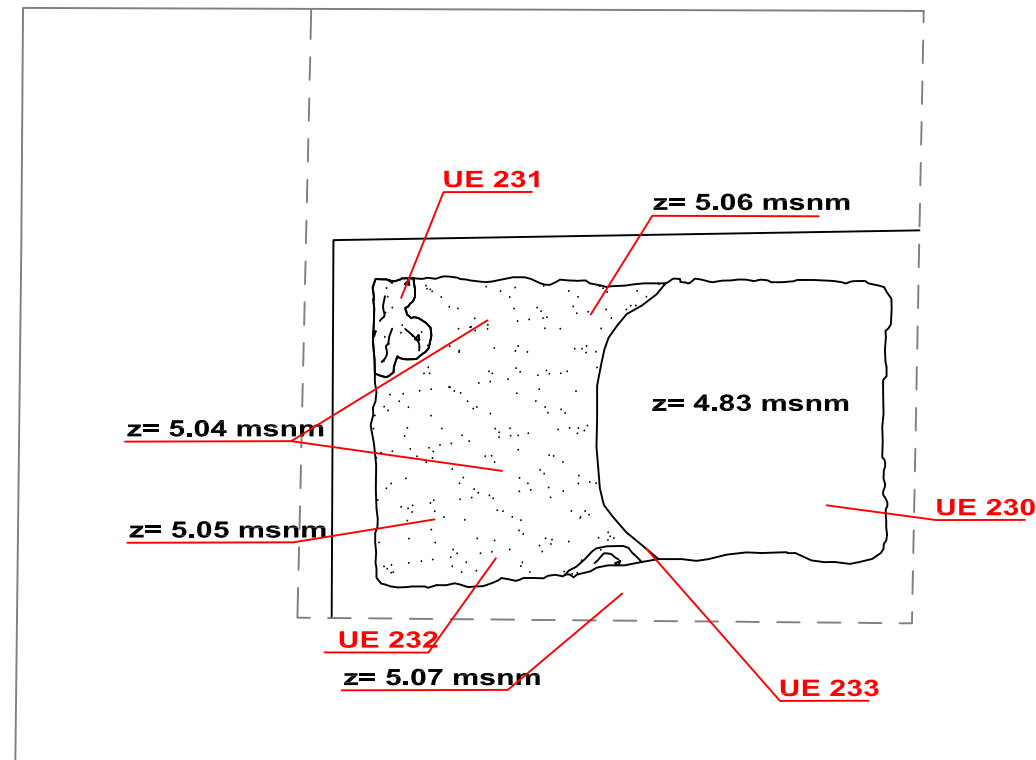 UE 231
z= 5.06 msnm
z= 4.83 msnm
z= 5.04 msnm
UE 230
z= 5.05 msnm
UE 232
z= 5.07 msnm
UE 233